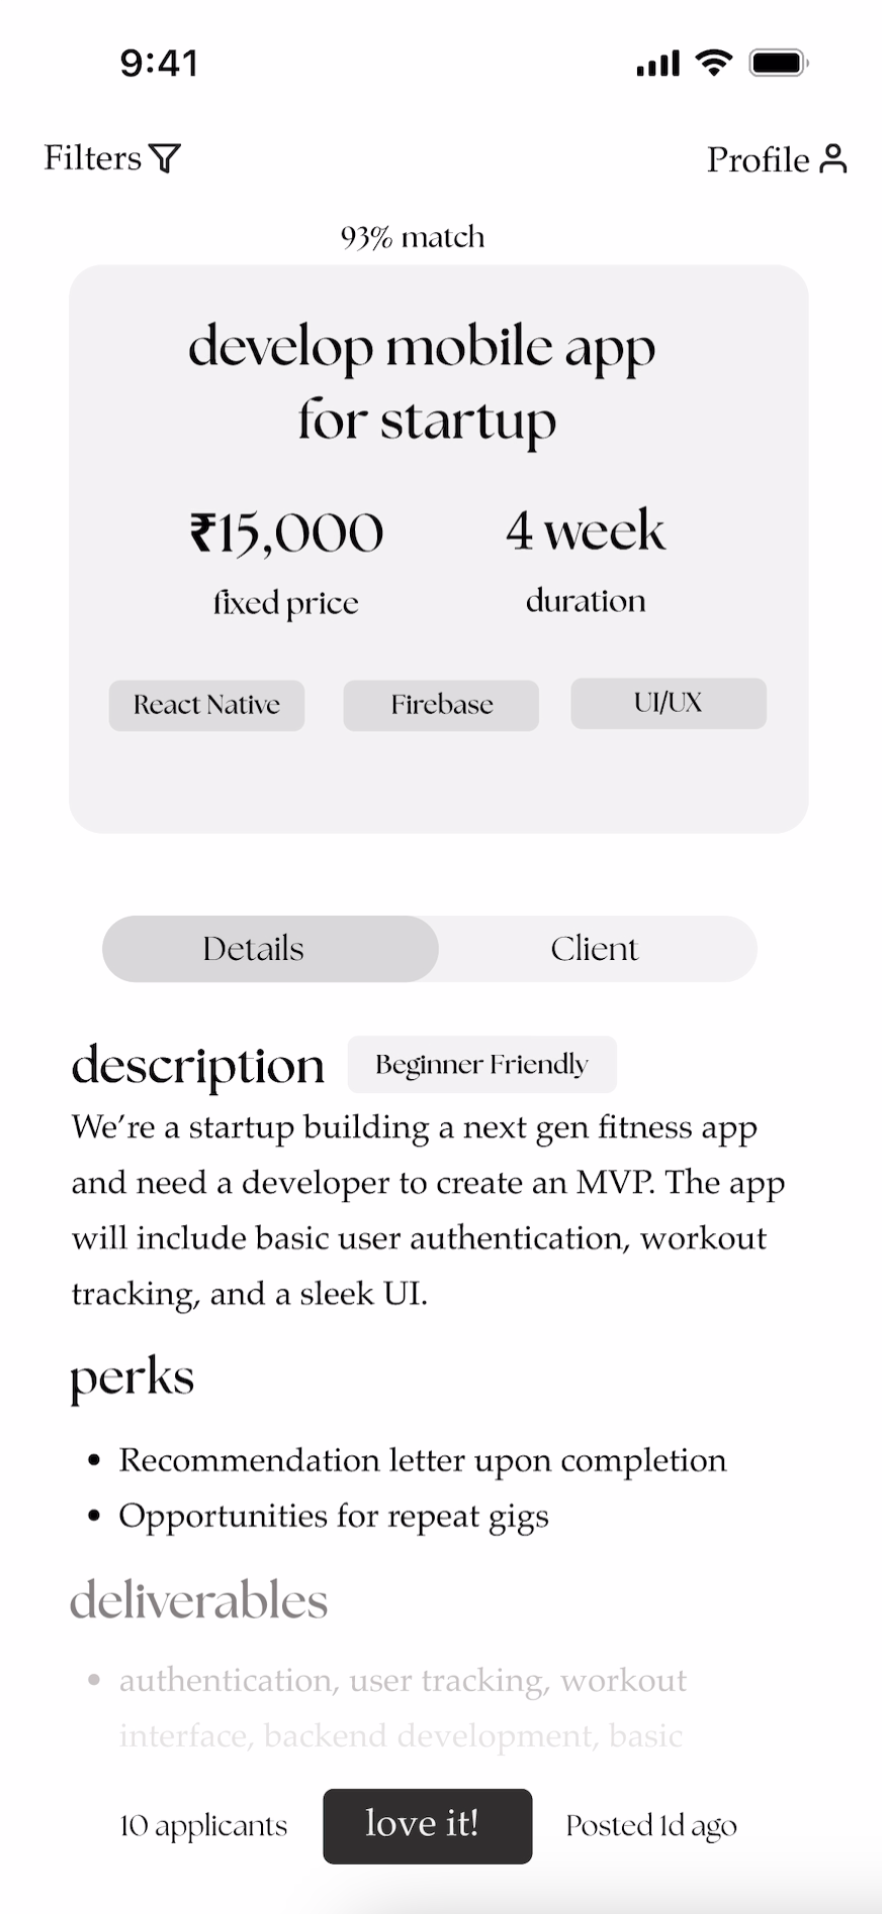 9:41
Filters
Profile
93% match
develop mobile app
for startup
₹15,000
4 week
fixed price
duration
React Native
Firebase
UI/UX
Details
Client
description
Beginner Friendly
We’re a startup building a next gen fitness app
and need a developer to create an MVP. The app
will include basic user authentication, workout
tracking, and a sleek UI.
perks
• Recommendation letter upon completion
• Opportunities for repeat gigs
deliverables
• authentication, user tracking, workout
interface, backend development, basic
10 applicants
love it!
Posted 1d ago